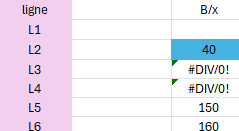 ligne B/x
L1
L2 40
L3 #DIV/0!
L4 #DIV/0!
L5 150
L6 160